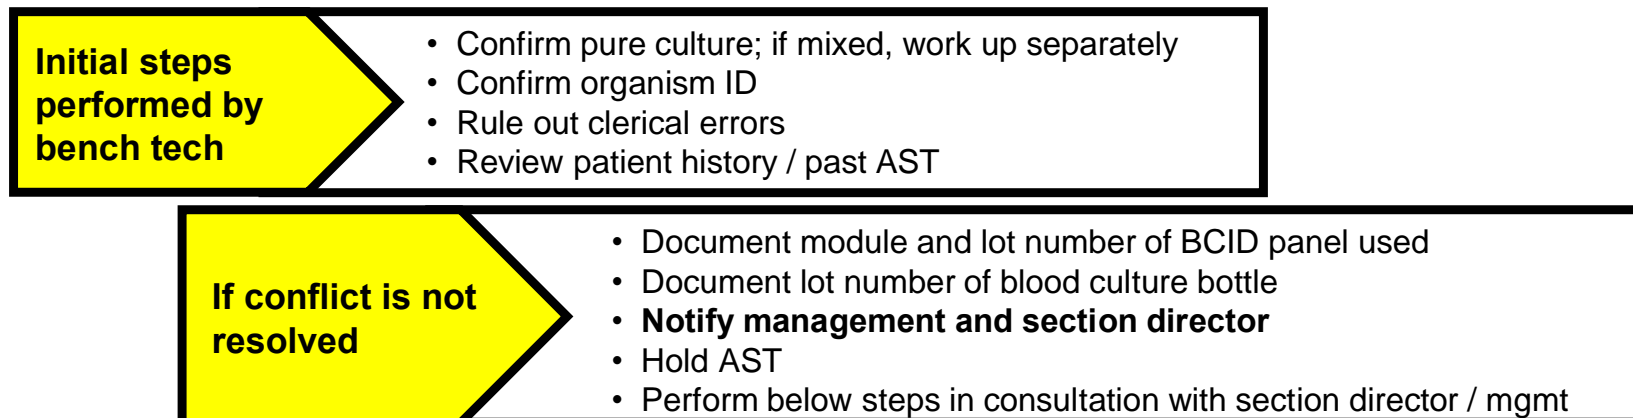 Initial steps
performed by
bench tech
• Confirm pure culture; if mixed, work up separately
• Confirm organism ID
• Rule out clerical errors
• Review patient history / past AST
If conflict is not
resolved
• Document module and lot number of BCID panel used
• Document lot number of blood culture bottle
• Notify management and section director
• Hold AST
• Perform below steps in consultation with section director / mgmt